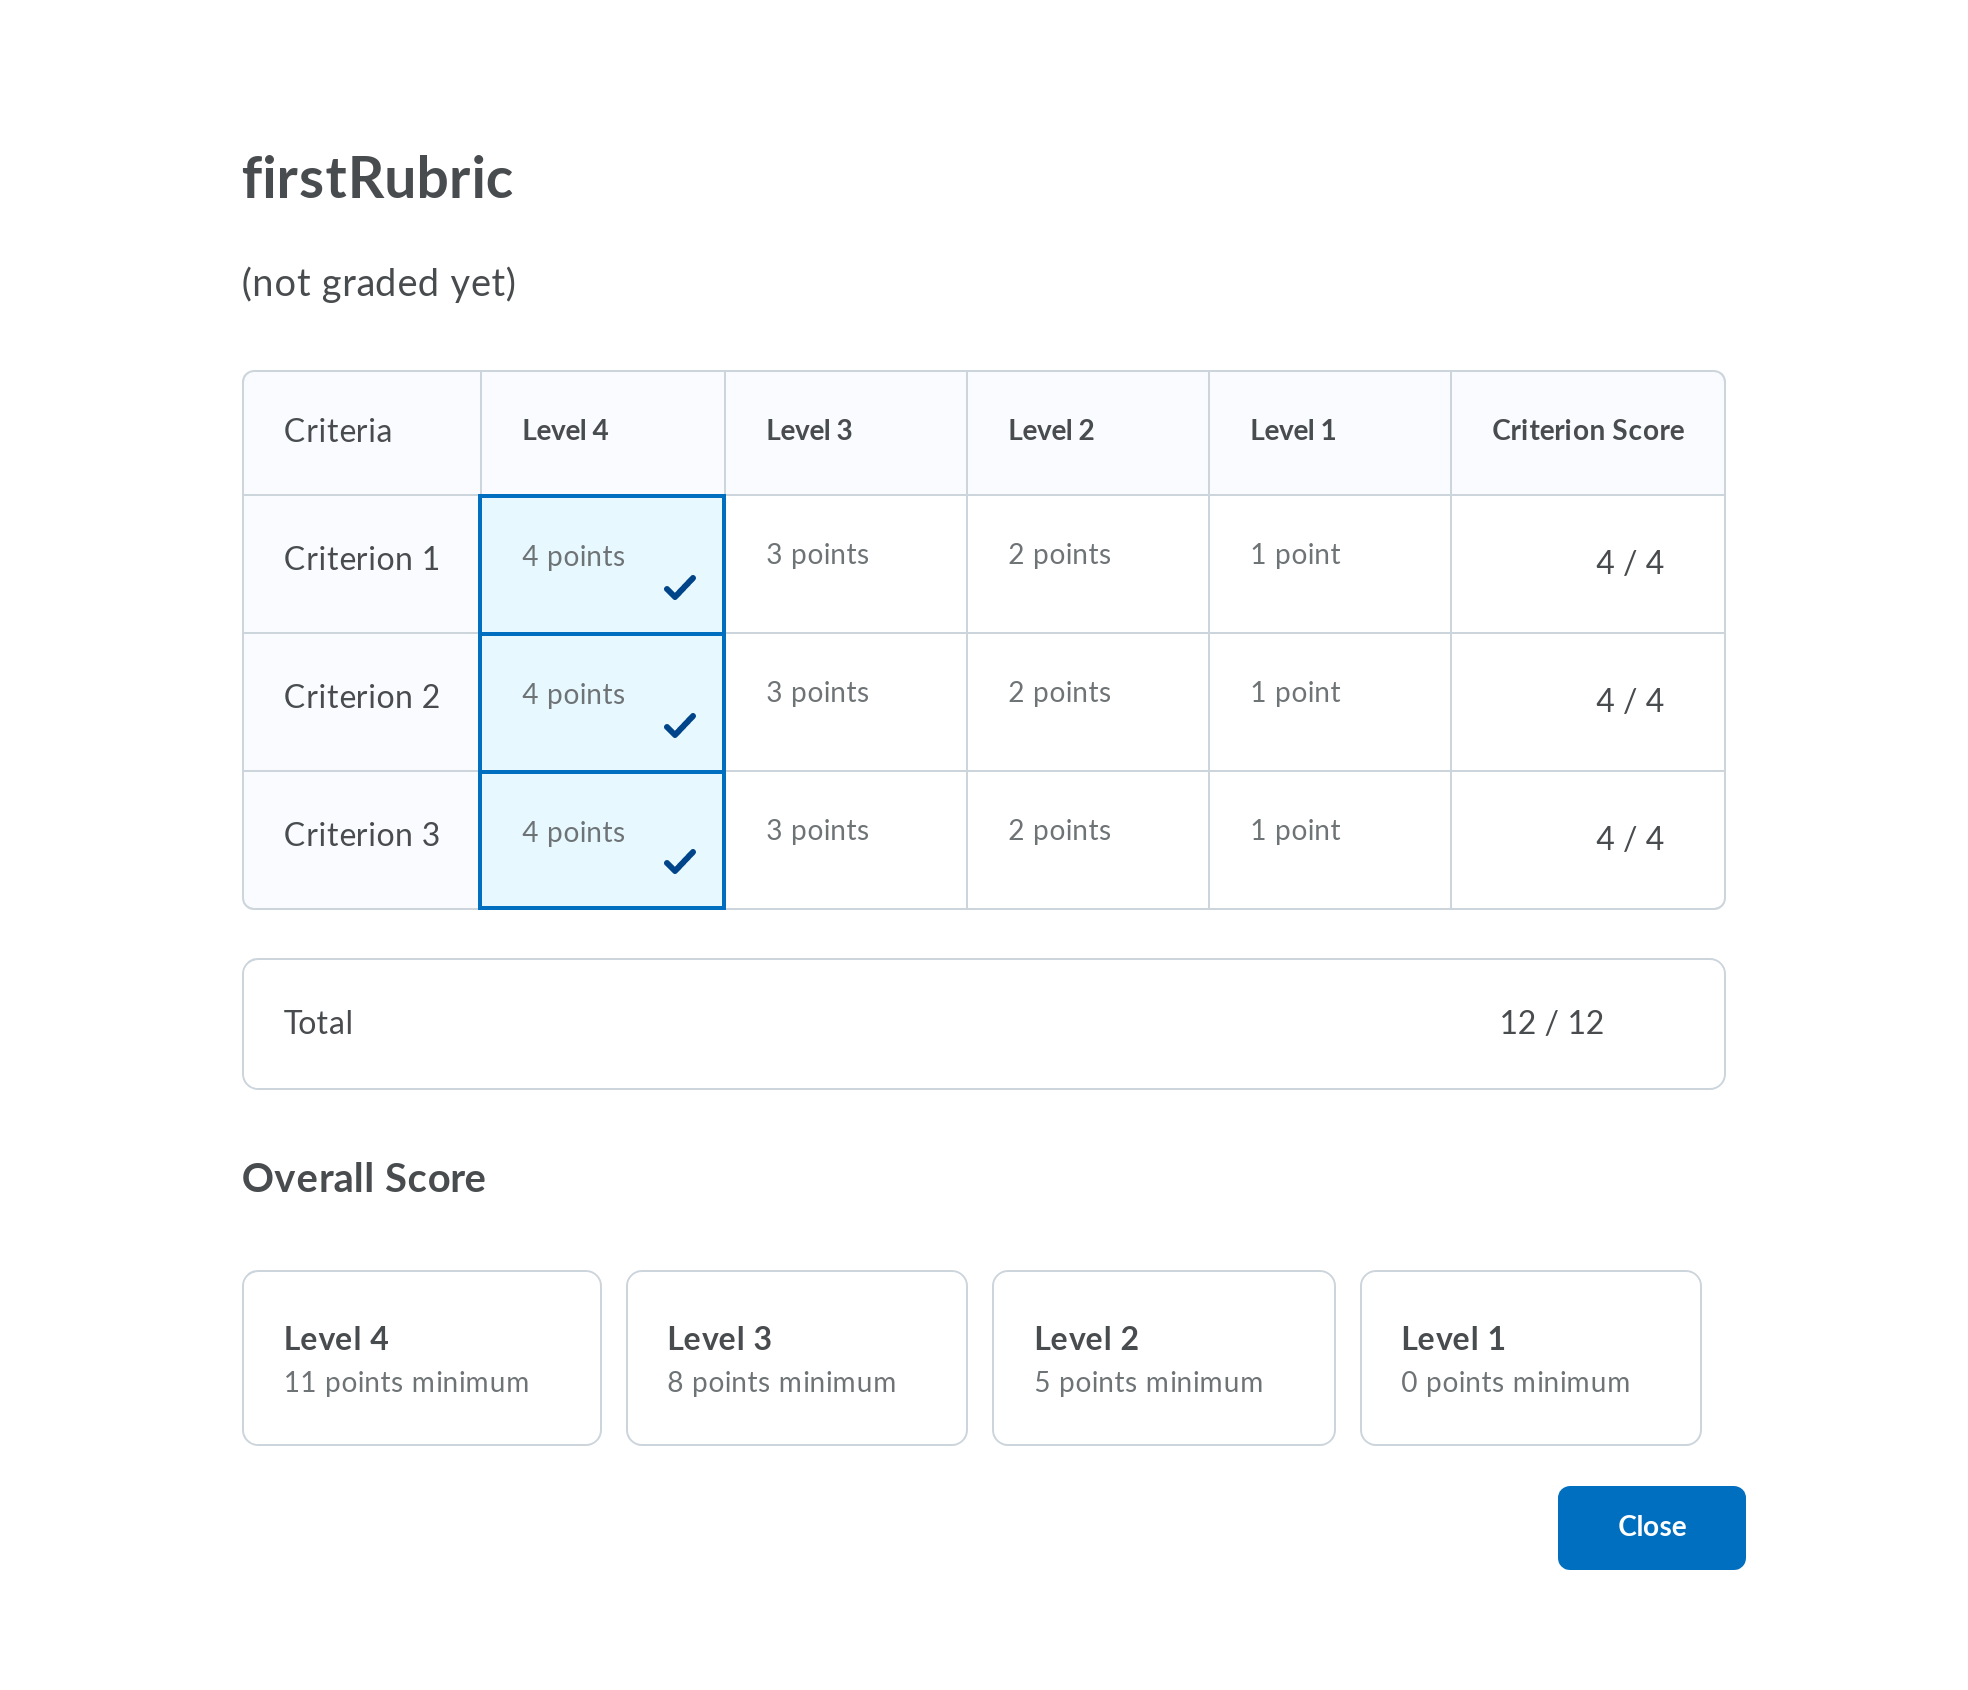 firstRubric
(not graded yet)
Criteria Level 4 Level 3 Level 2 Level 1 Criterion Score
Criterion 1 4 points 3 points 2 points 1 point 4 / 4
Criterion 2 4 points 3 points 2 points 1 point 4 / 4
Criterion 3 4 points 3 points 2 points 1 point 4 / 4
Total 12 / 12
Overall Score
Level 4 Level 3 Level 2 Level 1
11 points minimum 8 points minimum 5 points minimum 0 points minimum
Close